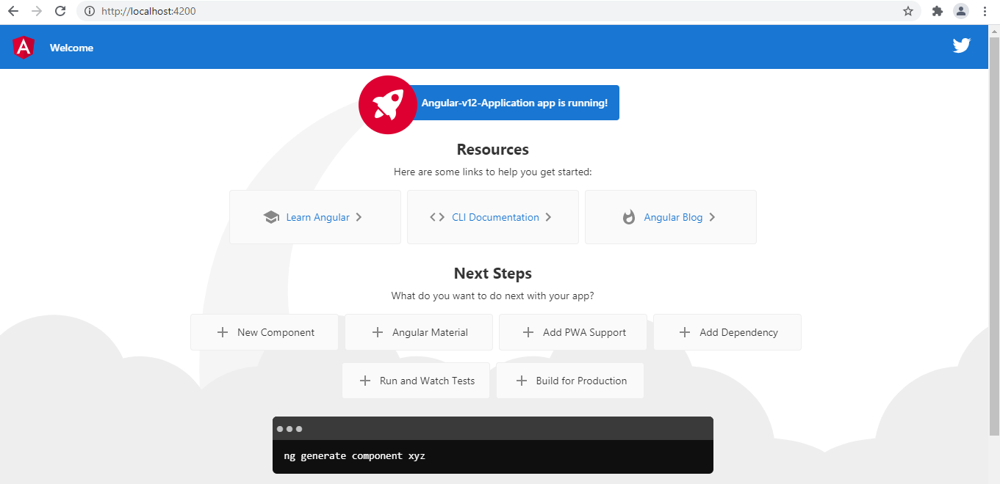 http://localhost:4200
Welcome
Angular-v12-Application app is running!
Resources
Here are some links to help you get started:
Learn Angular
CLI Documentation
Angular Blog
Next Steps
What do you want to do next with your app?
New Component
Angular Material
Add PWA Support
Add Dependency
Run and Watch Tests
Build for Production
ng generate component xyz